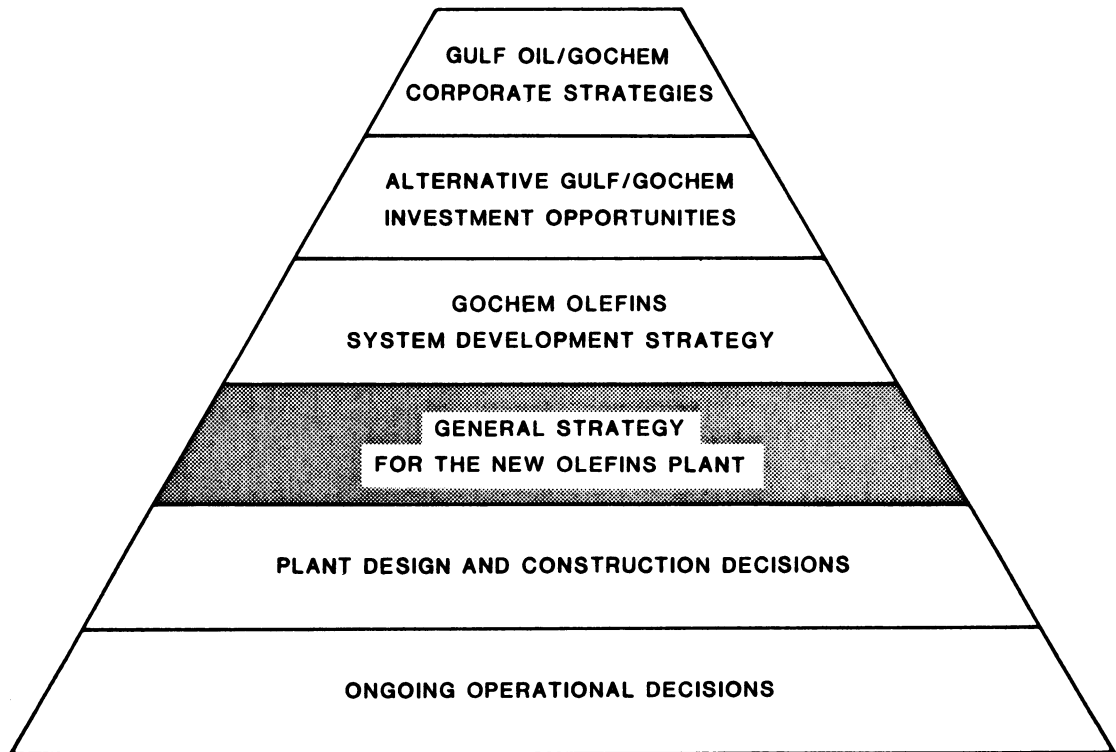 GULF OIL/GOCHEM
CORPORATE STRATEGIES
ALTERNATIVE GULF/GOCHEM
INVESTMENT OPPORTUNITIES
GOCHEM OLEFINS
SYSTEM DEVELOPMENT STRATEGY
GENERAL STRATEGY
FOR THE NEW OLEFINS PLANT
PLANT DESIGN AND CONSTRUCTION DECISIONS
ONGOING OPERATIONAL DECISIONS